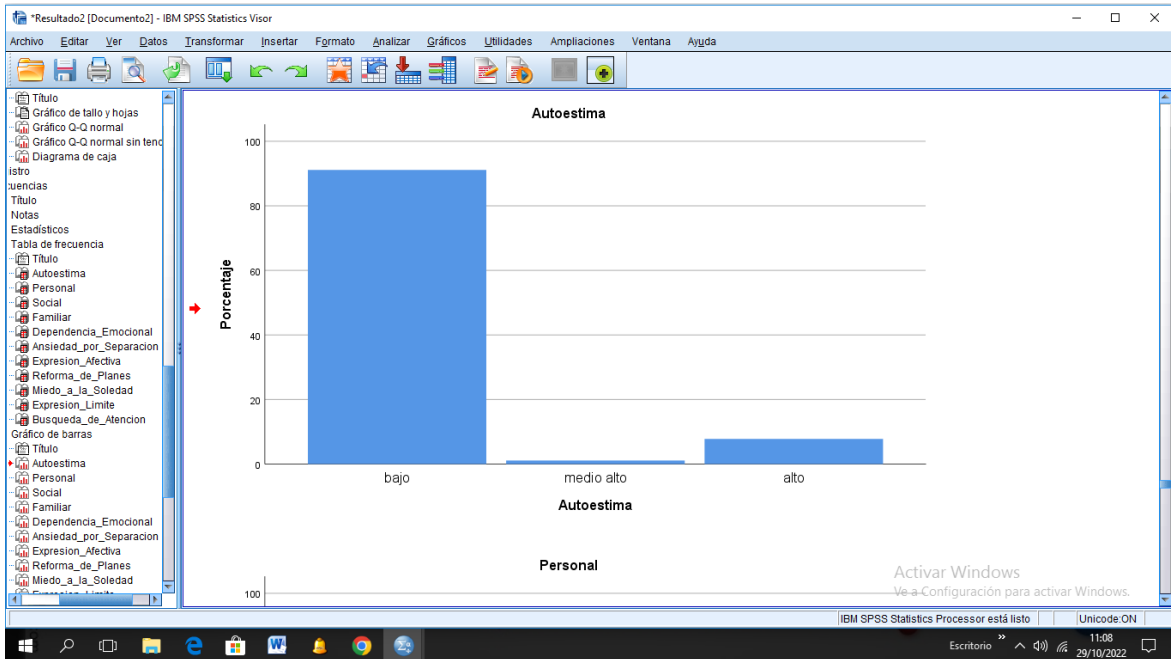 *Resultado2 [Documento2] - IBM SPSS Statistics Visor
Archivo Editar Ver Datos Transformar Insertar Formato Analizar Gráficos Utilidades Ampliaciones Ventana Ayuda
Título
Gráfico de tallo y hojas
Gráfico Q-Q normal
Gráfico Q-Q normal sin tend
Diagrama de caja
istro
uencias
Título
Notas
Estadísticos
Tabla de frecuencia
Título
Autoestima
Personal
Social
Familiar
Dependencia_Emocional
Ansiedad_por_Separacion
Expresion_Afectiva
Reforma_de_Planes
Miedo_a_la_Soledad
Expresion_Limite
Busqueda_de_Atencion
Gráfico de barras
Título
Autoestima
Personal
Social
Familiar
Dependencia_Emocional
Ansiedad_por_Separacion
Expresion_Afectiva
Reforma_de_Planes
Miedo_a_la_Soledad
Expresion_Limite
Autoestima
Porcentaje
100
80
60
40
20
0
bajo medio alto alto
Autoestima
Personal
100
Activar Windows
Ve a Configuración para activar Windows.
IBM SPSS Statistics Processor está listo Unicode:ON
Escritorio 11:08
29/10/2022